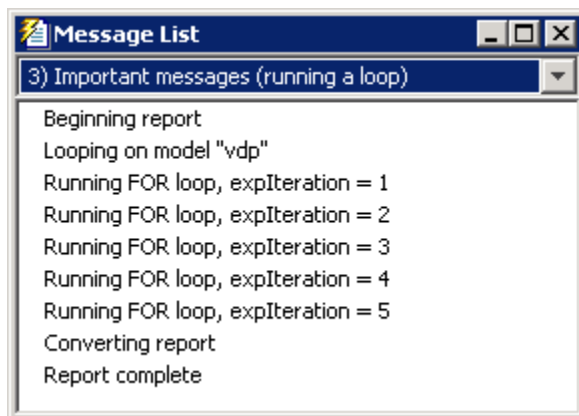 Message List
3) Important messages (running a loop)
Beginning report
Looping on model "vdp"
Running FOR loop, expIteration = 1
Running FOR loop, expIteration = 2
Running FOR loop, expIteration = 3
Running FOR loop, expIteration = 4
Running FOR loop, expIteration = 5
Converting report
Report complete